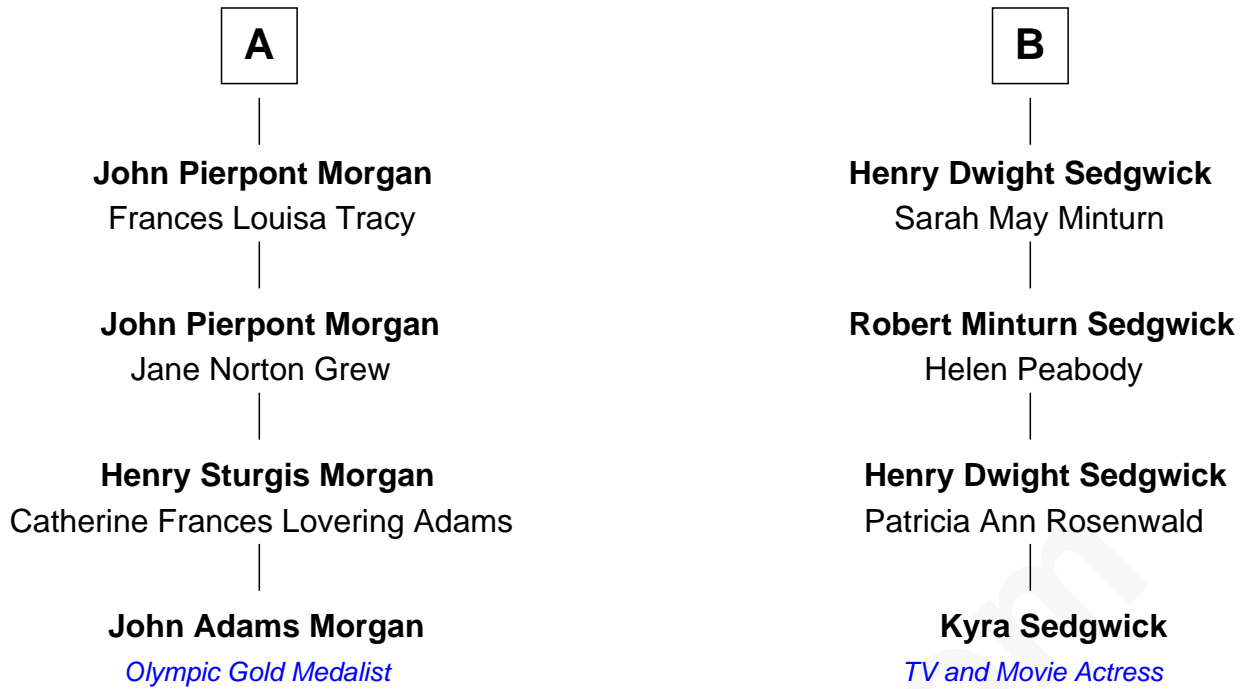 A
John Pierpont Morgan
Frances Louisa Tracy
John Pierpont Morgan
Jane Norton Grew
Henry Sturgis Morgan
Catherine Frances Lovering Adams
John Adams Morgan
Olympic Gold Medalist
B
Henry Dwight Sedgwick
Sarah May Minturn
Robert Minturn Sedgwick
Helen Peabody
Henry Dwight Sedgwick
Patricia Ann Rosenwald
Kyra Sedgwick
TV and Movie Actress